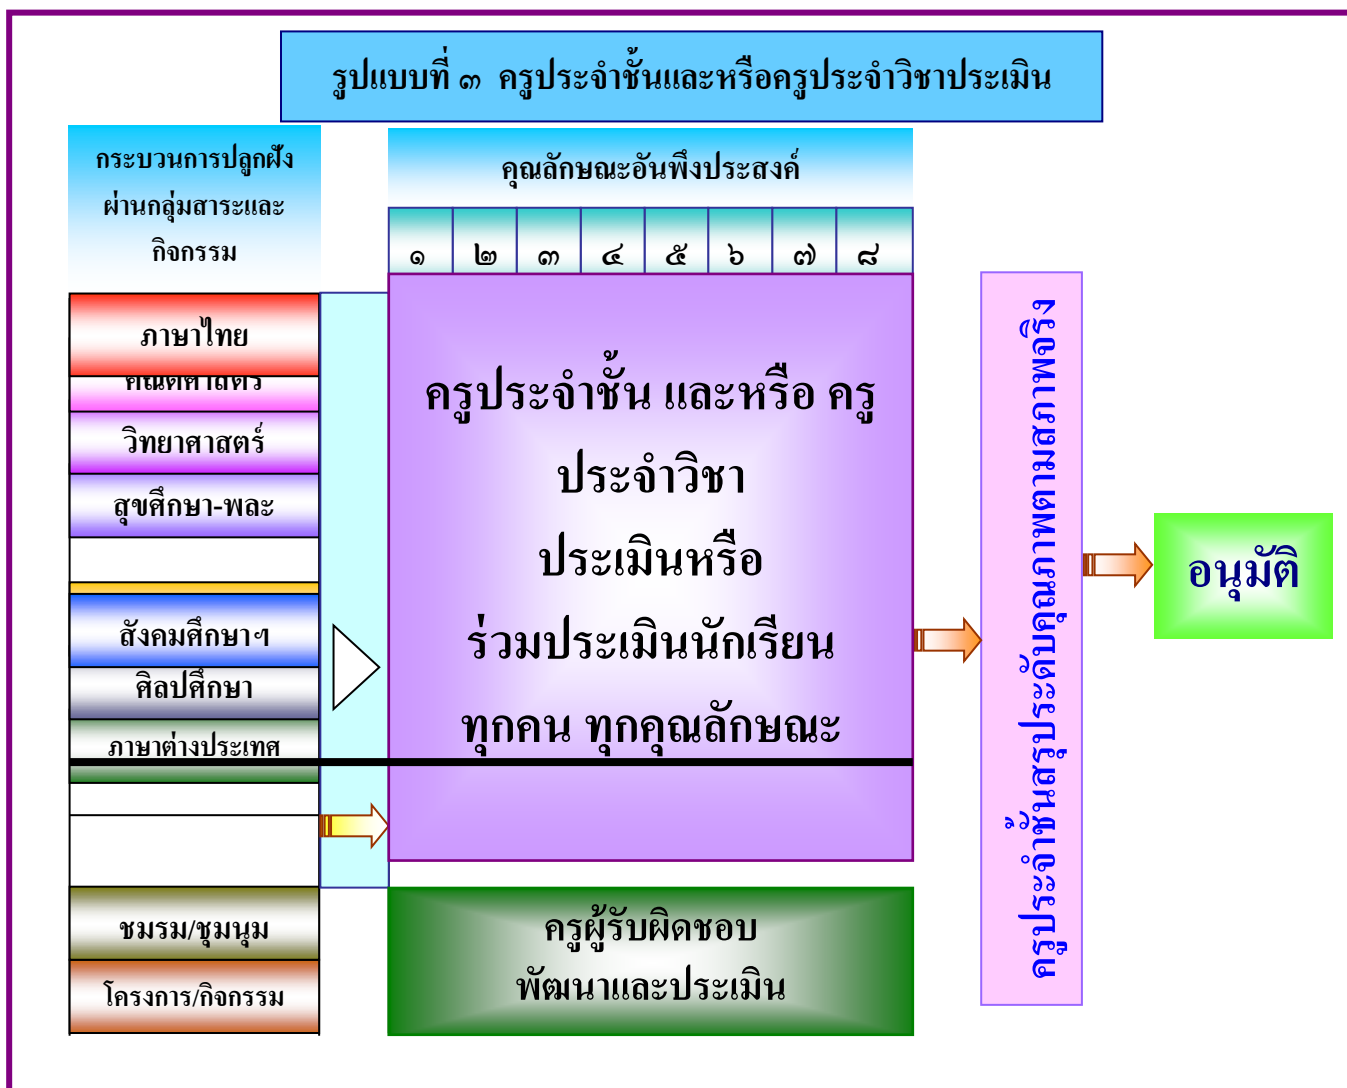 รูปแบบที่ ๓ ครูประจำชั้นและหรือครูประจำวิชาประเมิน
กระบวนการปลูกฝัง
ผ่านกลุ่มสาระและ
กิจกรรม
คุณลักษณะอันพึงประสงค์
๑ ๒ ๓ ๔ ๕ ๖ ๗ ๘
ภาษาไทย
คณิตศาสตร์
วิทยาศาสตร์
สุขศึกษา-พละ
สังคมศึกษาฯ
ศิลปศึกษา
ภาษาต่างประเทศ
ชมรม/ชุมนุม
โครงการ/กิจกรรม
ครูประจำชั้น และหรือ ครู
ประจำวิชา
ประเมินหรือ
ร่วมประเมินนักเรียน
ทุกคน ทุกคุณลักษณะ
ครูผู้รับผิดชอบ
พัฒนาและประเมิน
ครูประจำชั้นสรุประดับคุณภาพตามสภาพจริง
อนุมัติ